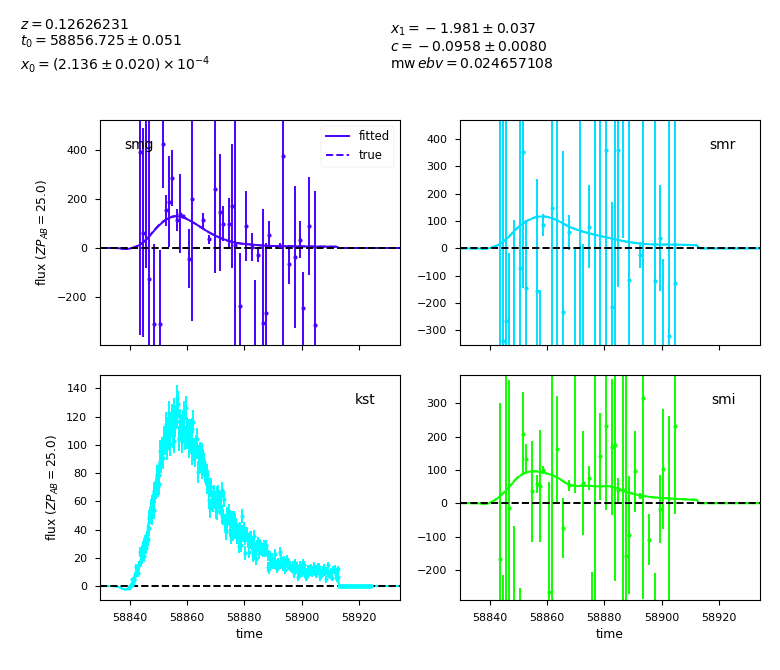 z = 0.12626231
t0 = 58856.725 ± 0.051
x0 = (2.136 ± 0.020) × 10^−4
x1 = −1.981 ± 0.037
c = −0.0958 ± 0.0080
mw ebv = 0.024657108
smg
fitted
true
400
200
0
−200
flux (ZP_AB = 25.0)
smr
400
300
200
100
0
−100
−200
−300
kst
140
120
100
80
60
40
20
0
flux (ZP_AB = 25.0)
58840 58860 58880 58900 58920
time
smi
300
200
100
0
−100
−200
58840 58860 58880 58900 58920
time